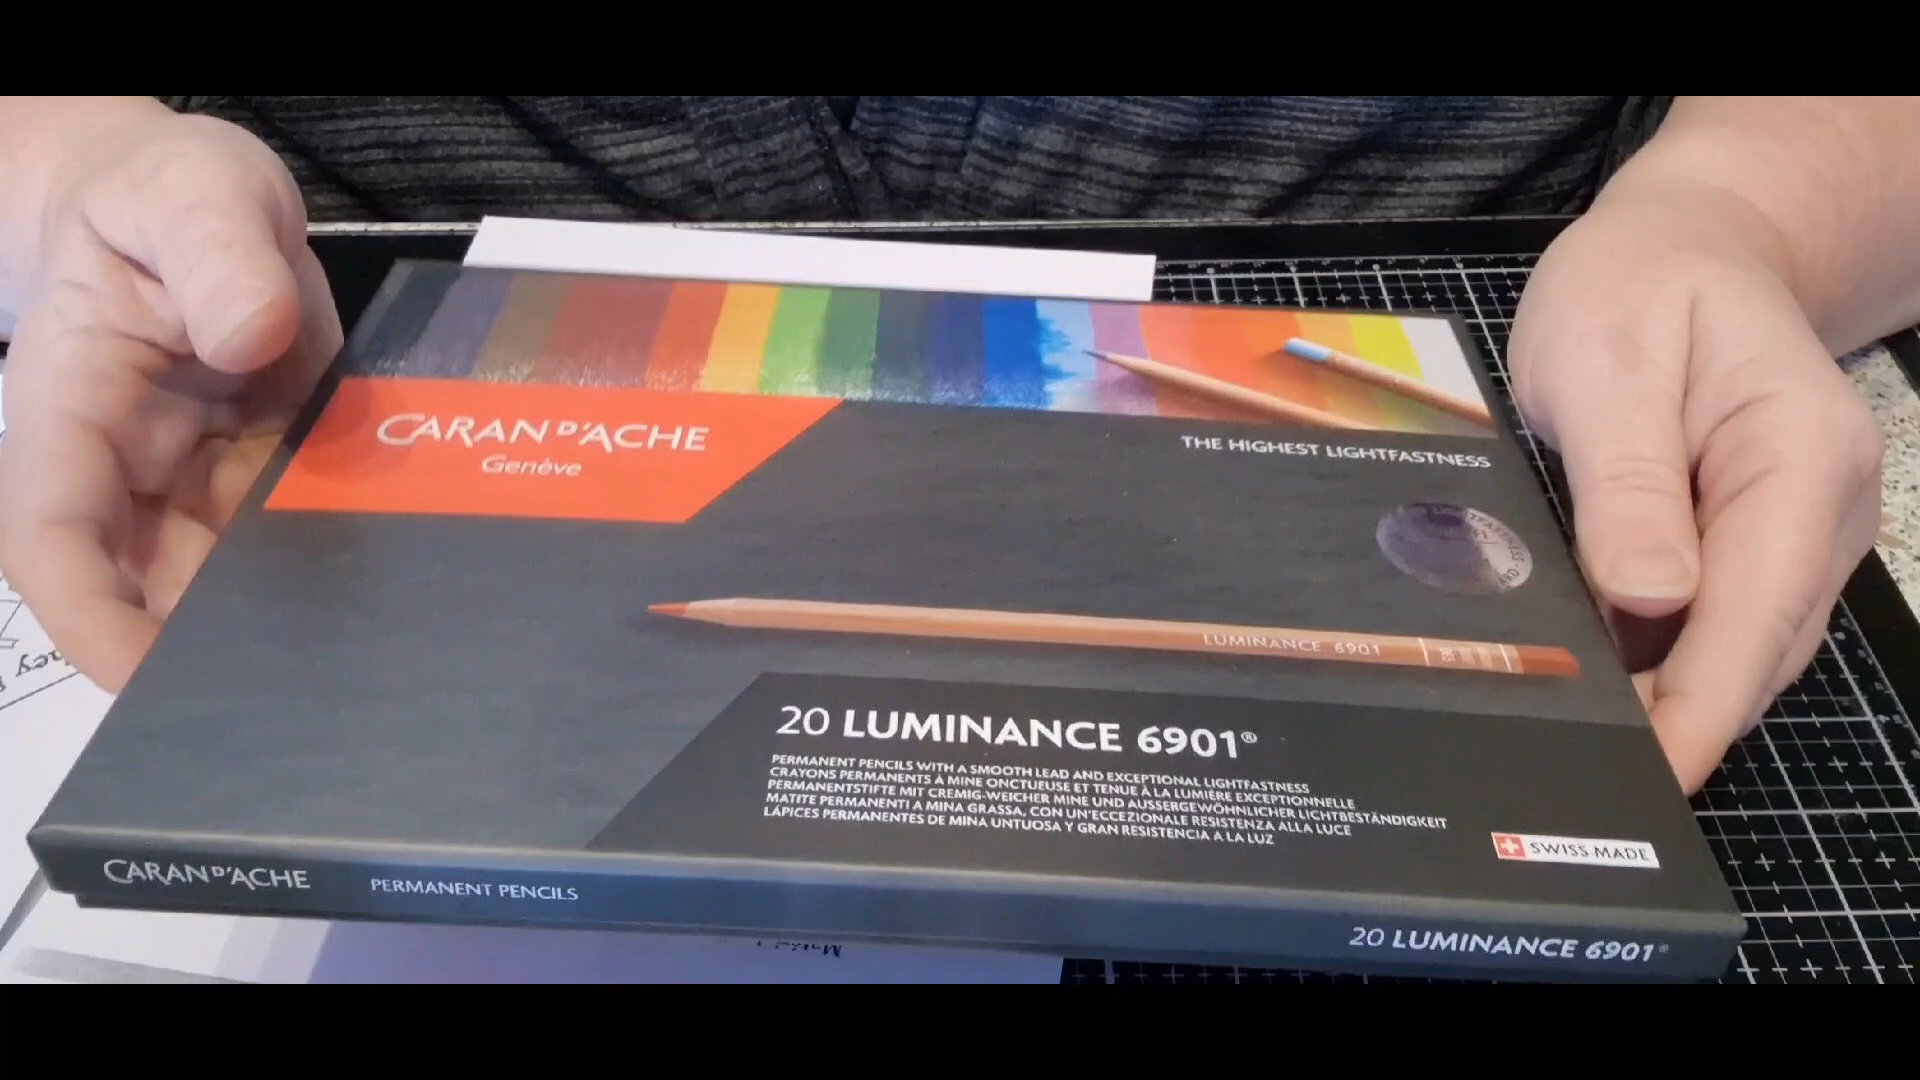 CARAN D'ACHE
Genève
THE HIGHEST LIGHTFASTNESS
LIGHTFASTNESS
LUMINANCE 6901
20 LUMINANCE 6901®
PERMANENT PENCILS WITH A SMOOTH LEAD AND EXCEPTIONAL LIGHTFASTNESS
CRAYONS PERMANENTS À MINE ONCTUEUSE ET TENUE À LA LUMIÈRE EXCEPTIONNELLE
PERMANENTSTIFTE MIT CREMIG-WEICHER MINE UND AUSSERGEWÖHNLICHER LICHTBESTÄNDIGKEIT
MATITE PERMANENTI A MINA GRASSA, CON UN'ECCEZIONALE RESISTENZA ALLA LUCE
LÁPICES PERMANENTES DE MINA UNTUOSA Y GRAN RESISTENCIA A LA LUZ
SWISS MADE
CARAN D'ACHE PERMANENT PENCILS 20 LUMINANCE 6901®